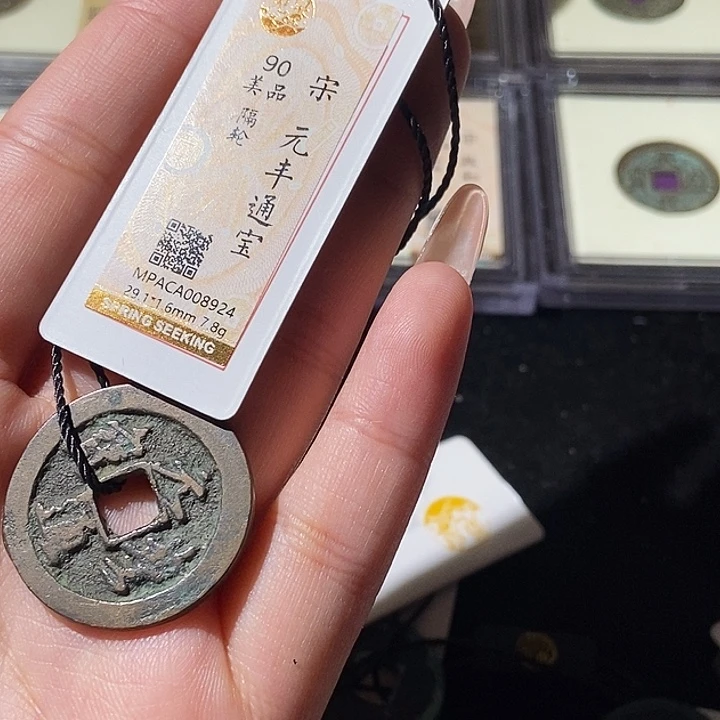 宋 元丰通宝
90
美品
隔轮
MPACA008924
29.1*1.6mm 7.8g
SPRING SEEKING